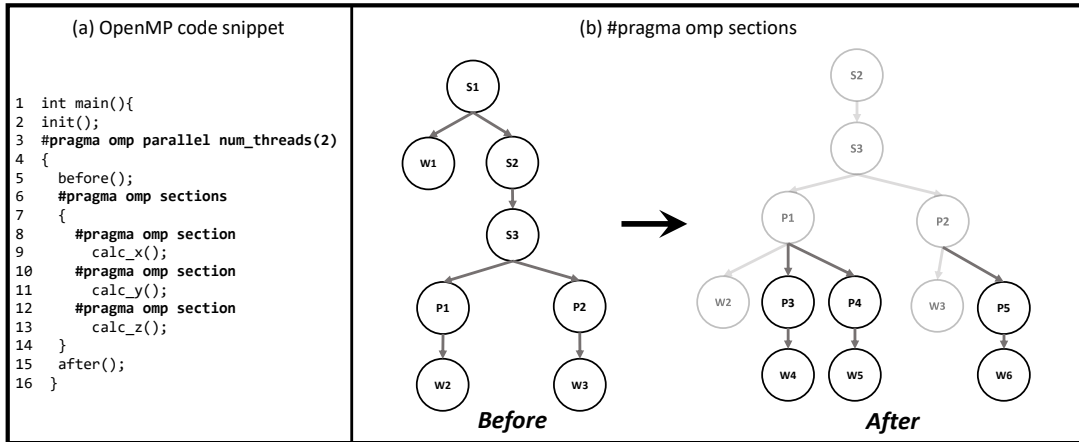 (a) OpenMP code snippet
1 int main(){
2 init();
3 #pragma omp parallel num_threads(2)
4 {
5 before();
6 #pragma omp sections
7 {
8 #pragma omp section
9 calc_x();
10 #pragma omp section
11 calc_y();
12 #pragma omp section
13 calc_z();
14 }
15 after();
16 }
(b) #pragma omp sections
S1
W1 S2
S3
P1 P2
W2 W3
Before
S2
S3
P1 P2
W2 P3 P4 W3 P5
W4 W5 W6
After